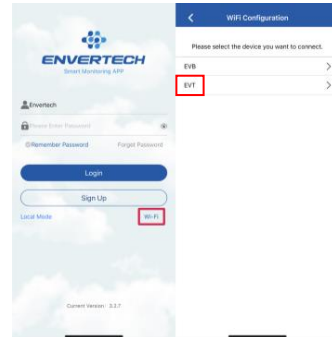 ENVERTECH
Smart Monitoring APP
Envertech
Please Enter Password
Remember Password
Forget Password
Login
Sign Up
Local Mode
Wi-Fi
Current Version: 2.2.7
WiFi Configuration
Please select the device you want to connect.
EVB
EVT